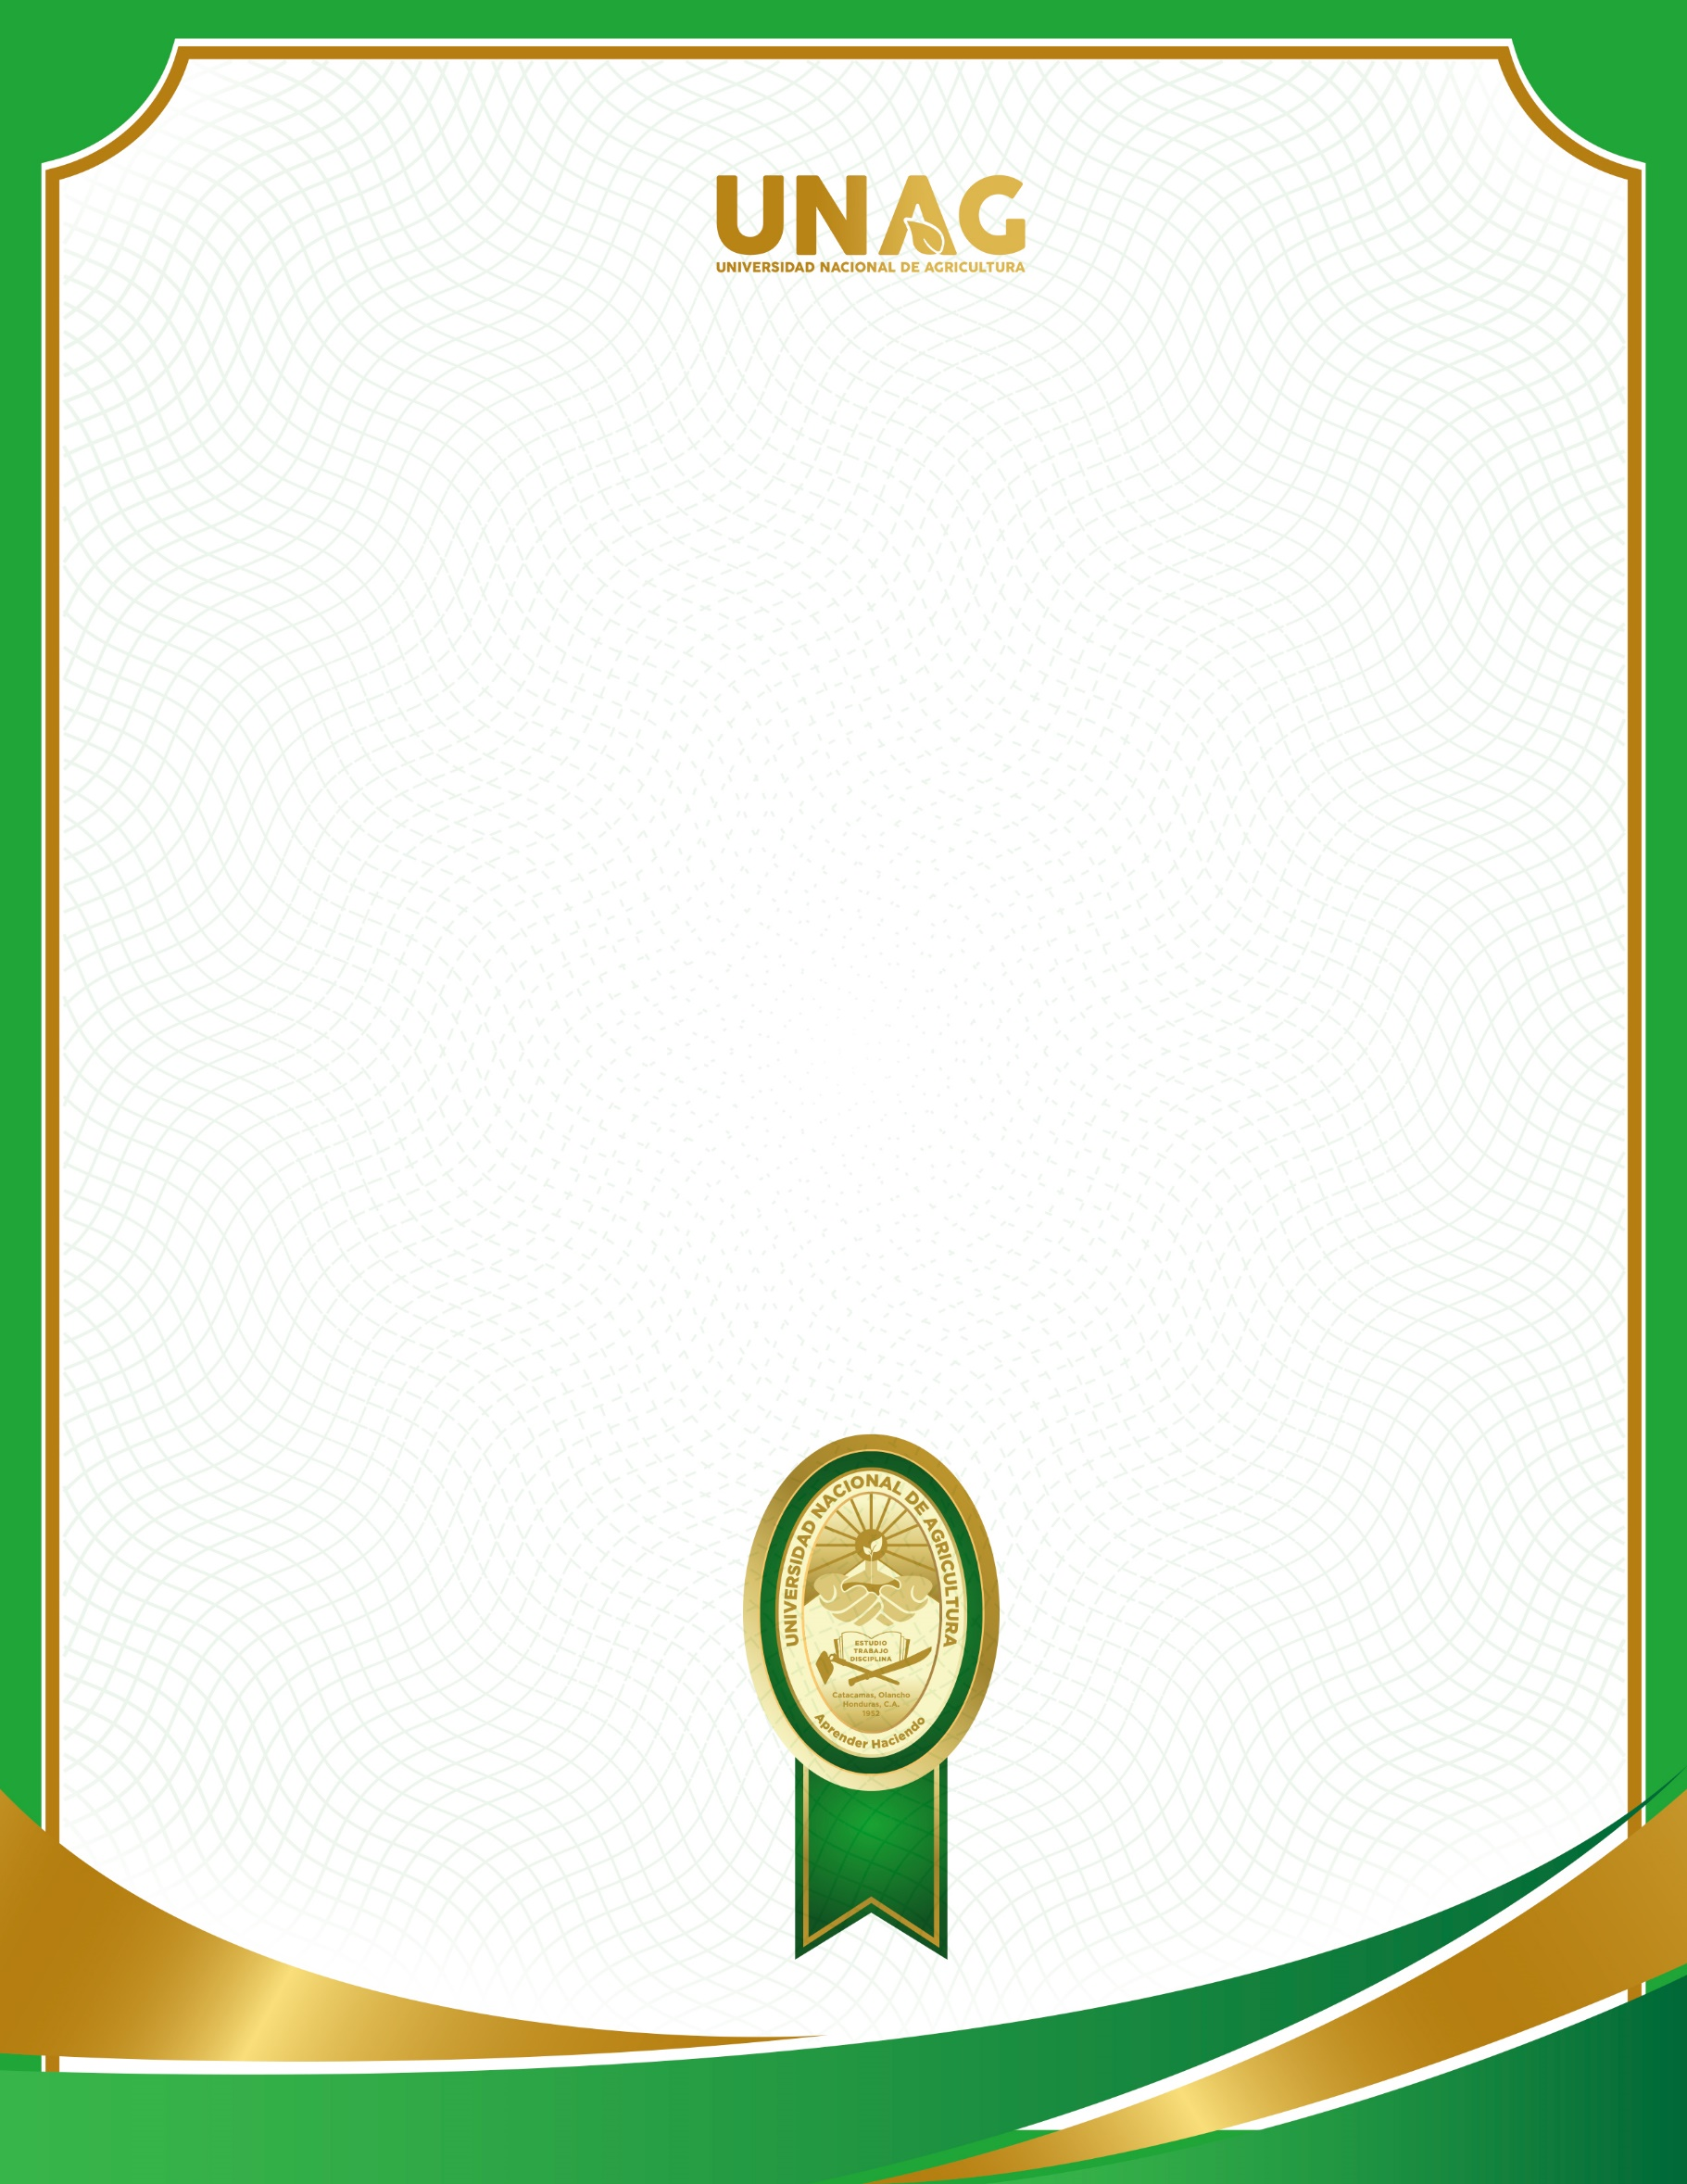 UNAG
UNIVERSIDAD NACIONAL DE AGRICULTURA
UNIVERSIDAD NACIONAL DE AGRICULTURA
ESTUDIO
TRABAJO
DISCIPLINA
Catacamas, Olancho
Honduras, C.A.
1952
Aprender Haciendo